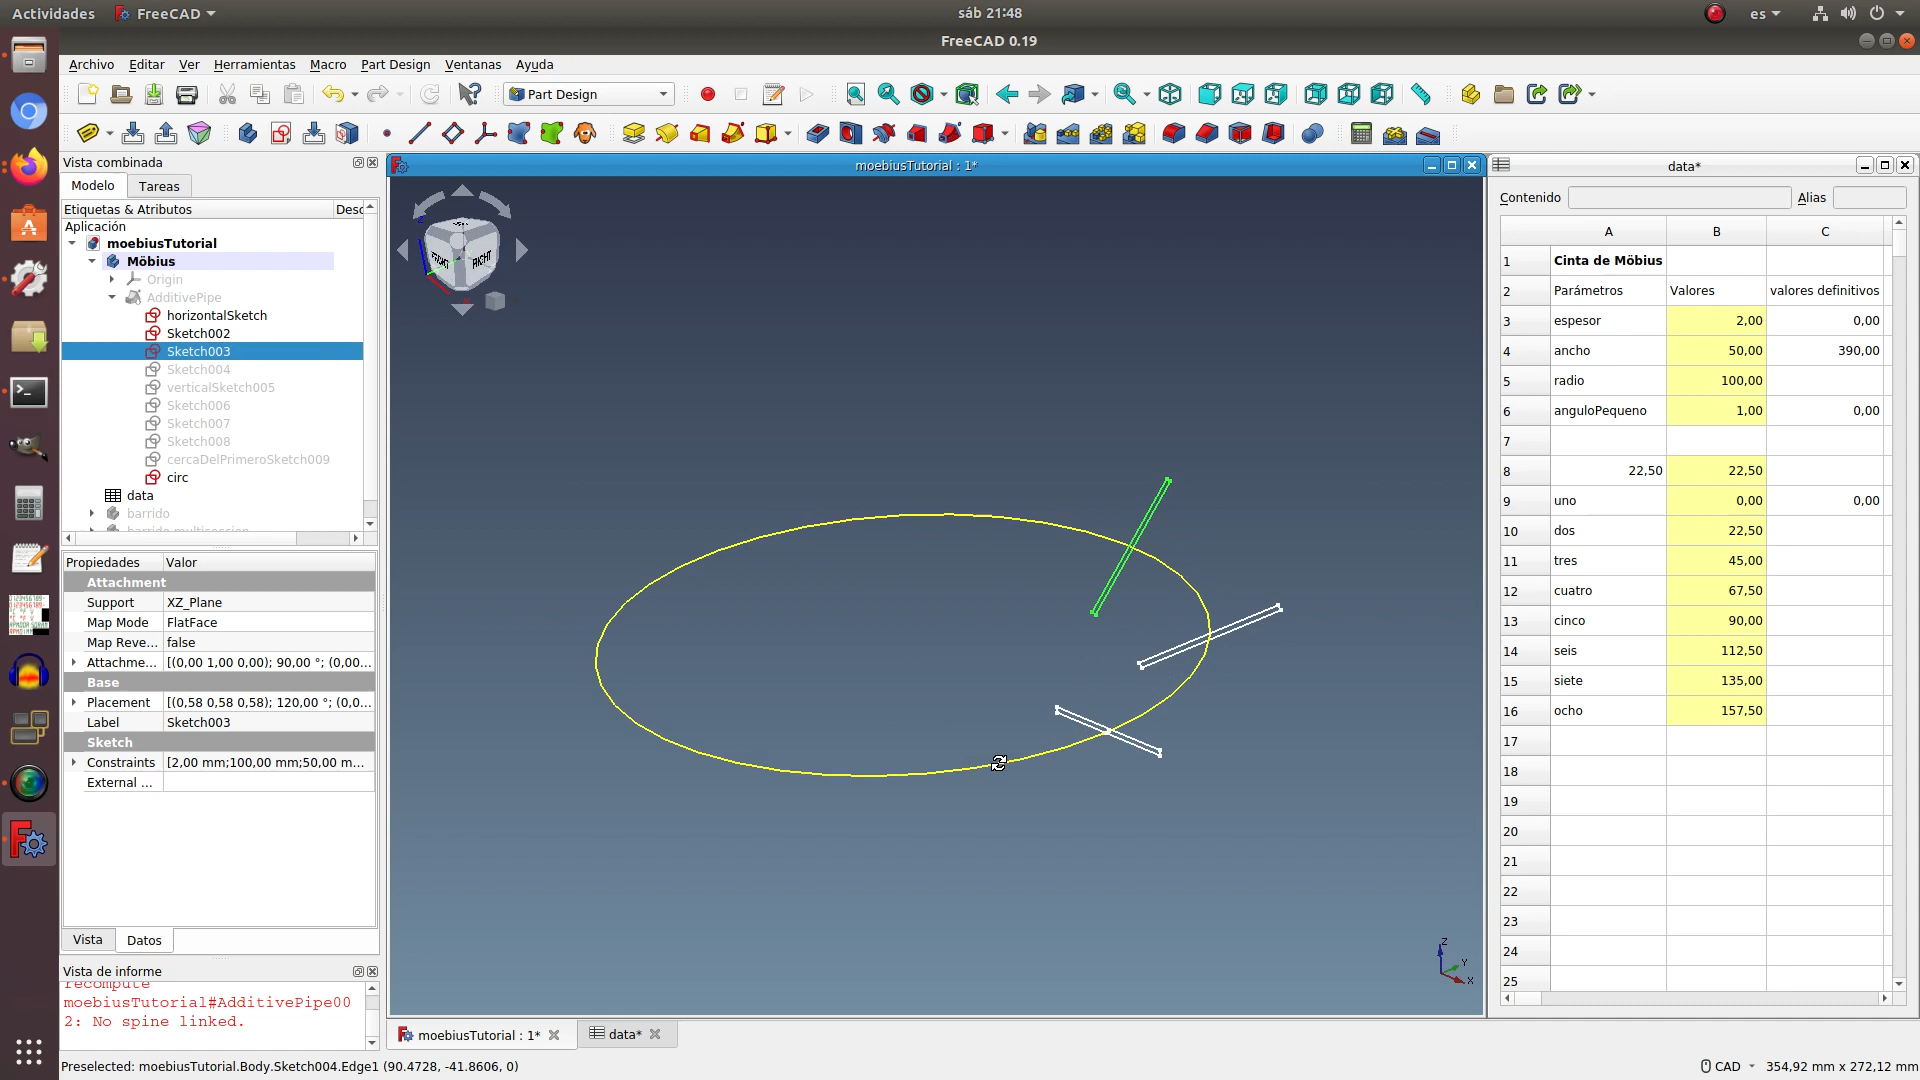 Actividades
FreeCAD
sáb 21:48
es
FreeCAD 0.19
Archivo Editar Ver Herramientas Macro Part Design Ventanas Ayuda
Part Design
Vista combinada
Modelo Tareas
Etiquetas & Atributos
Desc
Aplicación
moebiusTutorial
Möbius
Origin
AdditivePipe
horizontalSketch
Sketch002
Sketch003
Sketch004
verticalSketch005
Sketch006
Sketch007
Sketch008
cercaDelPrimeroSketch009
circ
data
barrido
Propiedades Valor
Attachment
Support XZ_Plane
Map Mode FlatFace
Map Reve... false
Attachme... [(0,00 1,00 0,00); 90,00 °; (0,00...
Base
Placement [(0,58 0,58 0,58); 120,00 °; (0,0...
Label Sketch003
Sketch
Constraints [2,00 mm;100,00 mm;50,00 m...
External ...
Vista Datos
Vista de informe
recompute
moebiusTutorial#AdditivePipe00
2: No spine linked.
moebiusTutorial : 1*
FRONT
RIGHT
Z
Y
X
moebiusTutorial : 1*
data*
data*
Contenido
Alias
A B C
1 Cinta de Möbius
2 Parámetros Valores valores definitivos
3 espesor 2,00 0,00
4 ancho 50,00 390,00
5 radio 100,00
6 anguloPequeno 1,00 0,00
7
8 22,50 22,50
9 uno 0,00 0,00
10 dos 22,50
11 tres 45,00
12 cuatro 67,50
13 cinco 90,00
14 seis 112,50
15 siete 135,00
16 ocho 157,50
17
18
19
20
21
22
23
24
25
Preselected: moebiusTutorial.Body.Sketch004.Edge1 (90.4728, -41.8606, 0)
CAD
354,92 mm x 272,12 mm